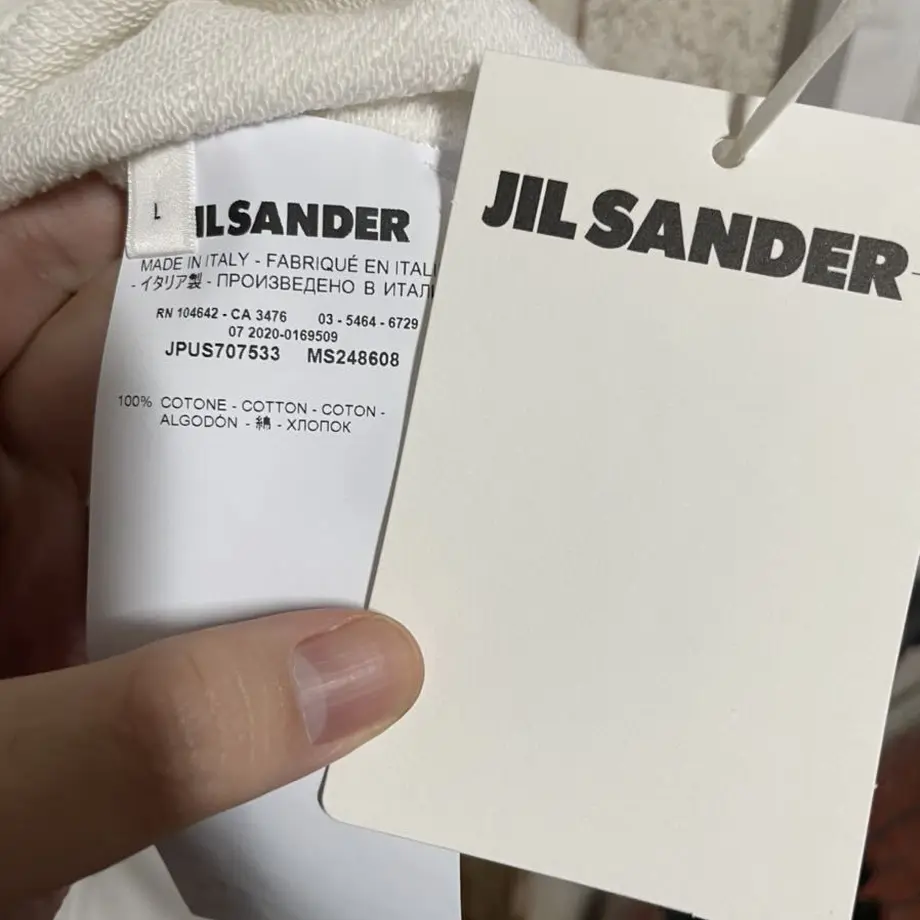 L
JIL SANDER
MADE IN ITALY - FABRIQUÉ EN ITALI
- イタリア製 - ПРОИЗВЕДЕНО В ИТАЛ
RN 104642 - CA 3476 03 - 5464 - 6729
07 2020-0169509
JPUS707533 MS248608
100% COTONE - COTTON - COTON -
ALGODÓN - 綿 - ХЛОПОК
JIL SANDER